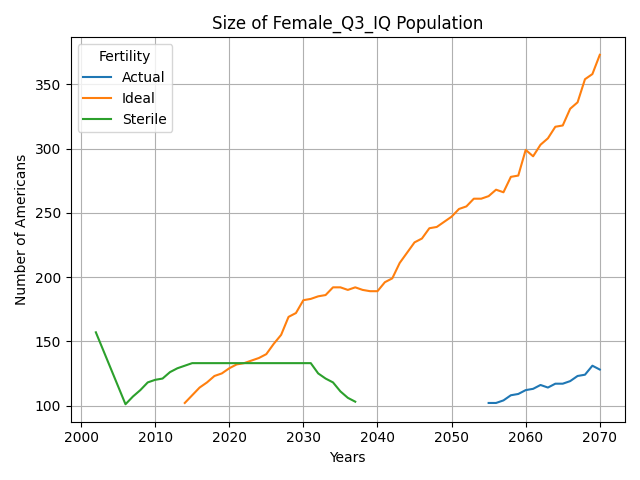 Size of Female_Q3_IQ Population
Fertility
Actual
Ideal
Sterile
Number of Americans
350
300
250
200
150
100
2000 2010 2020 2030 2040 2050 2060 2070
Years